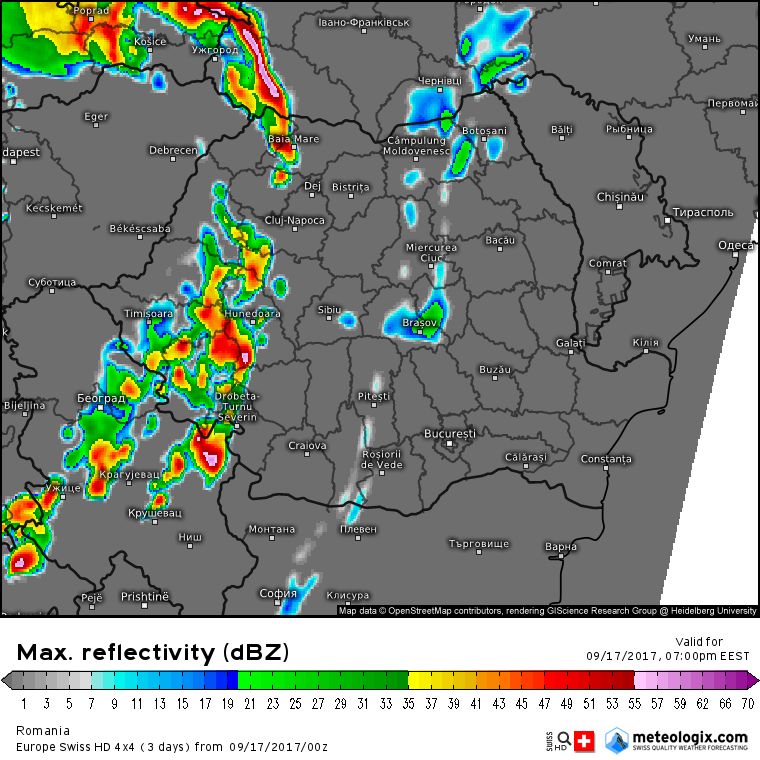 Poprad
Івано-Франківськ
Košice
Ужгород
Умань
Чернівці
Первомай
Eger
Baia Mare
Botoșani
Bălți
Рыбница
Câmpulung
Moldovenesc
dapest
Debrecen
Dej
Bistrița
Chișinău
Тирасполь
Kecskemét
Cluj-Napoca
Békéscsaba
Miercurea
Ciuc
Bacău
Одеса
Comrat
Суботица
Timișoara
Hunedoara
Sibiu
Brașov
Galați
Кілія
Buzău
Bijeljina
Београд
Drobeta-
Turnu
Severin
Pitești
București
Craiova
Roșiorii
de Vede
Călărași
Constanța
Ужице
Крагујевац
Крушевац
Ниш
Монтана
Плевен
Търговище
Варна
Pejë
Prishtinë
София
Клисура
Map data © OpenStreetMap contributors, rendering GIScience Research Group @ Heidelberg University
Max. reflectivity (dBZ)
Valid for
09/17/2017, 07:00pm EEST
1 3 5 7 9 11 13 15 17 19 21 23 25 27 29 31 33 35 37 39 41 43 45 47 49 51 53 55 57 59 62 66 70
Romania
Europe Swiss HD 4x4 ( 3 days) from 09/17/2017/00z
SWISS
HD
meteologix.com
SWISS QUALITY WEATHER FORECASTING